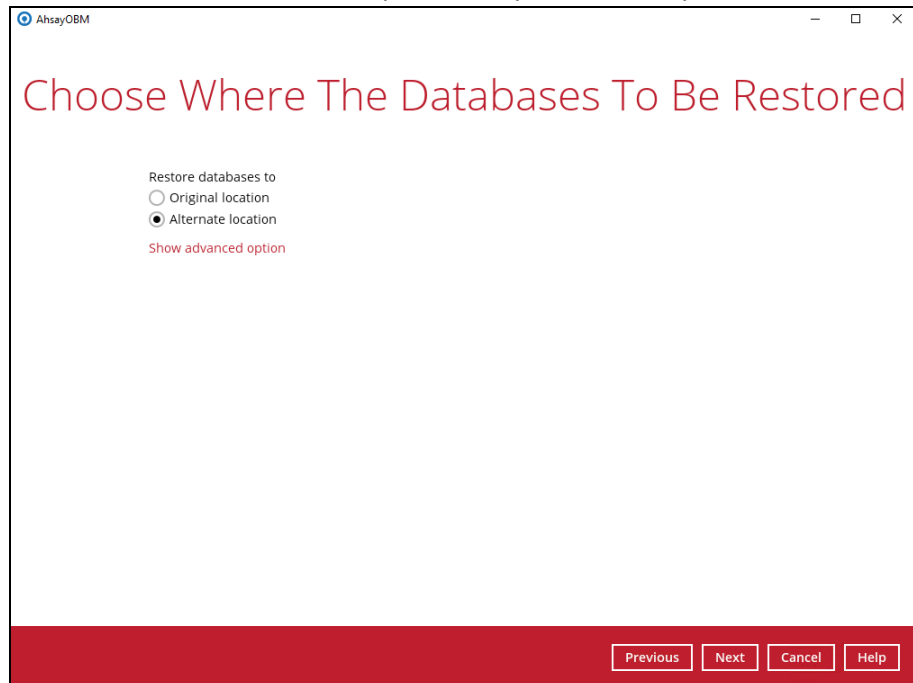 AhsayOBM
Choose Where The Databases To Be Restored
Restore databases to
Original location
Alternate location
Show advanced option
Previous Next Cancel Help